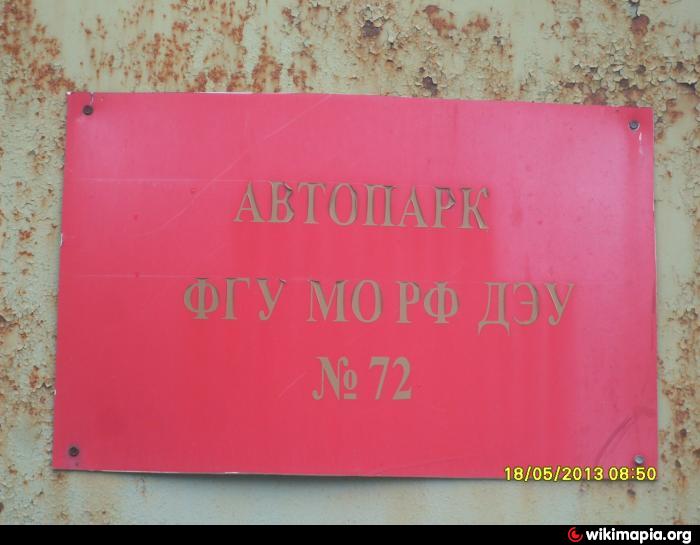 АВТОПАРК
ФГУ МО РФ ДЭУ
№ 72
18/05/2013 08:50
wikimapia.org